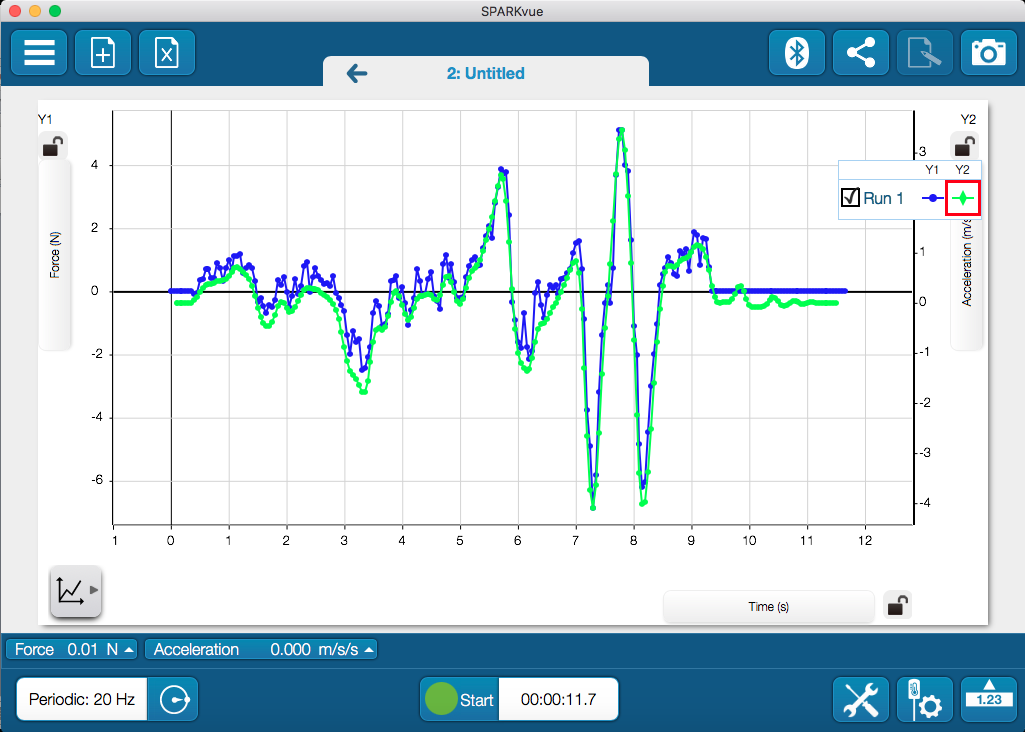 SPARKvue
2: Untitled
Y1
Y2
Force (N)
4
2
0
-2
-4
-6
3
1
0
-1
-2
-3
-4
Acceleration (m/s
Y1 Y2
Run 1
1 0 1 2 3 4 5 6 7 8 9 10 11 12
Time (s)
Force 0.01 N
Acceleration 0.000 m/s/s
Periodic: 20 Hz
Start
00:00:11.7
1.23